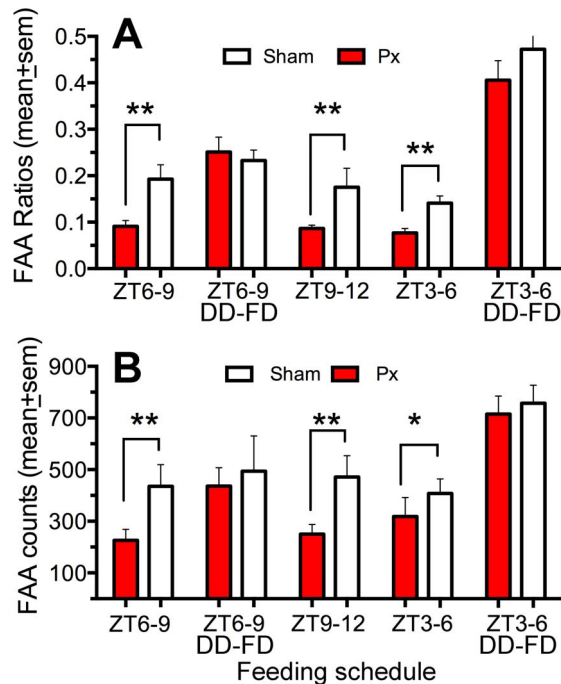 A
Sham Px
FAA Ratios (mean±sem)
0.5
0.4
0.3
0.2
0.1
0.0
** ** **
ZT6-9 ZT6-9 ZT9-12 ZT3-6 ZT3-6
DD-FD DD-FD
B
Sham Px
FAA counts (mean±sem)
900
700
500
300
100
** ** *
ZT6-9 ZT6-9 ZT9-12 ZT3-6 ZT3-6
DD-FD DD-FD
Feeding schedule